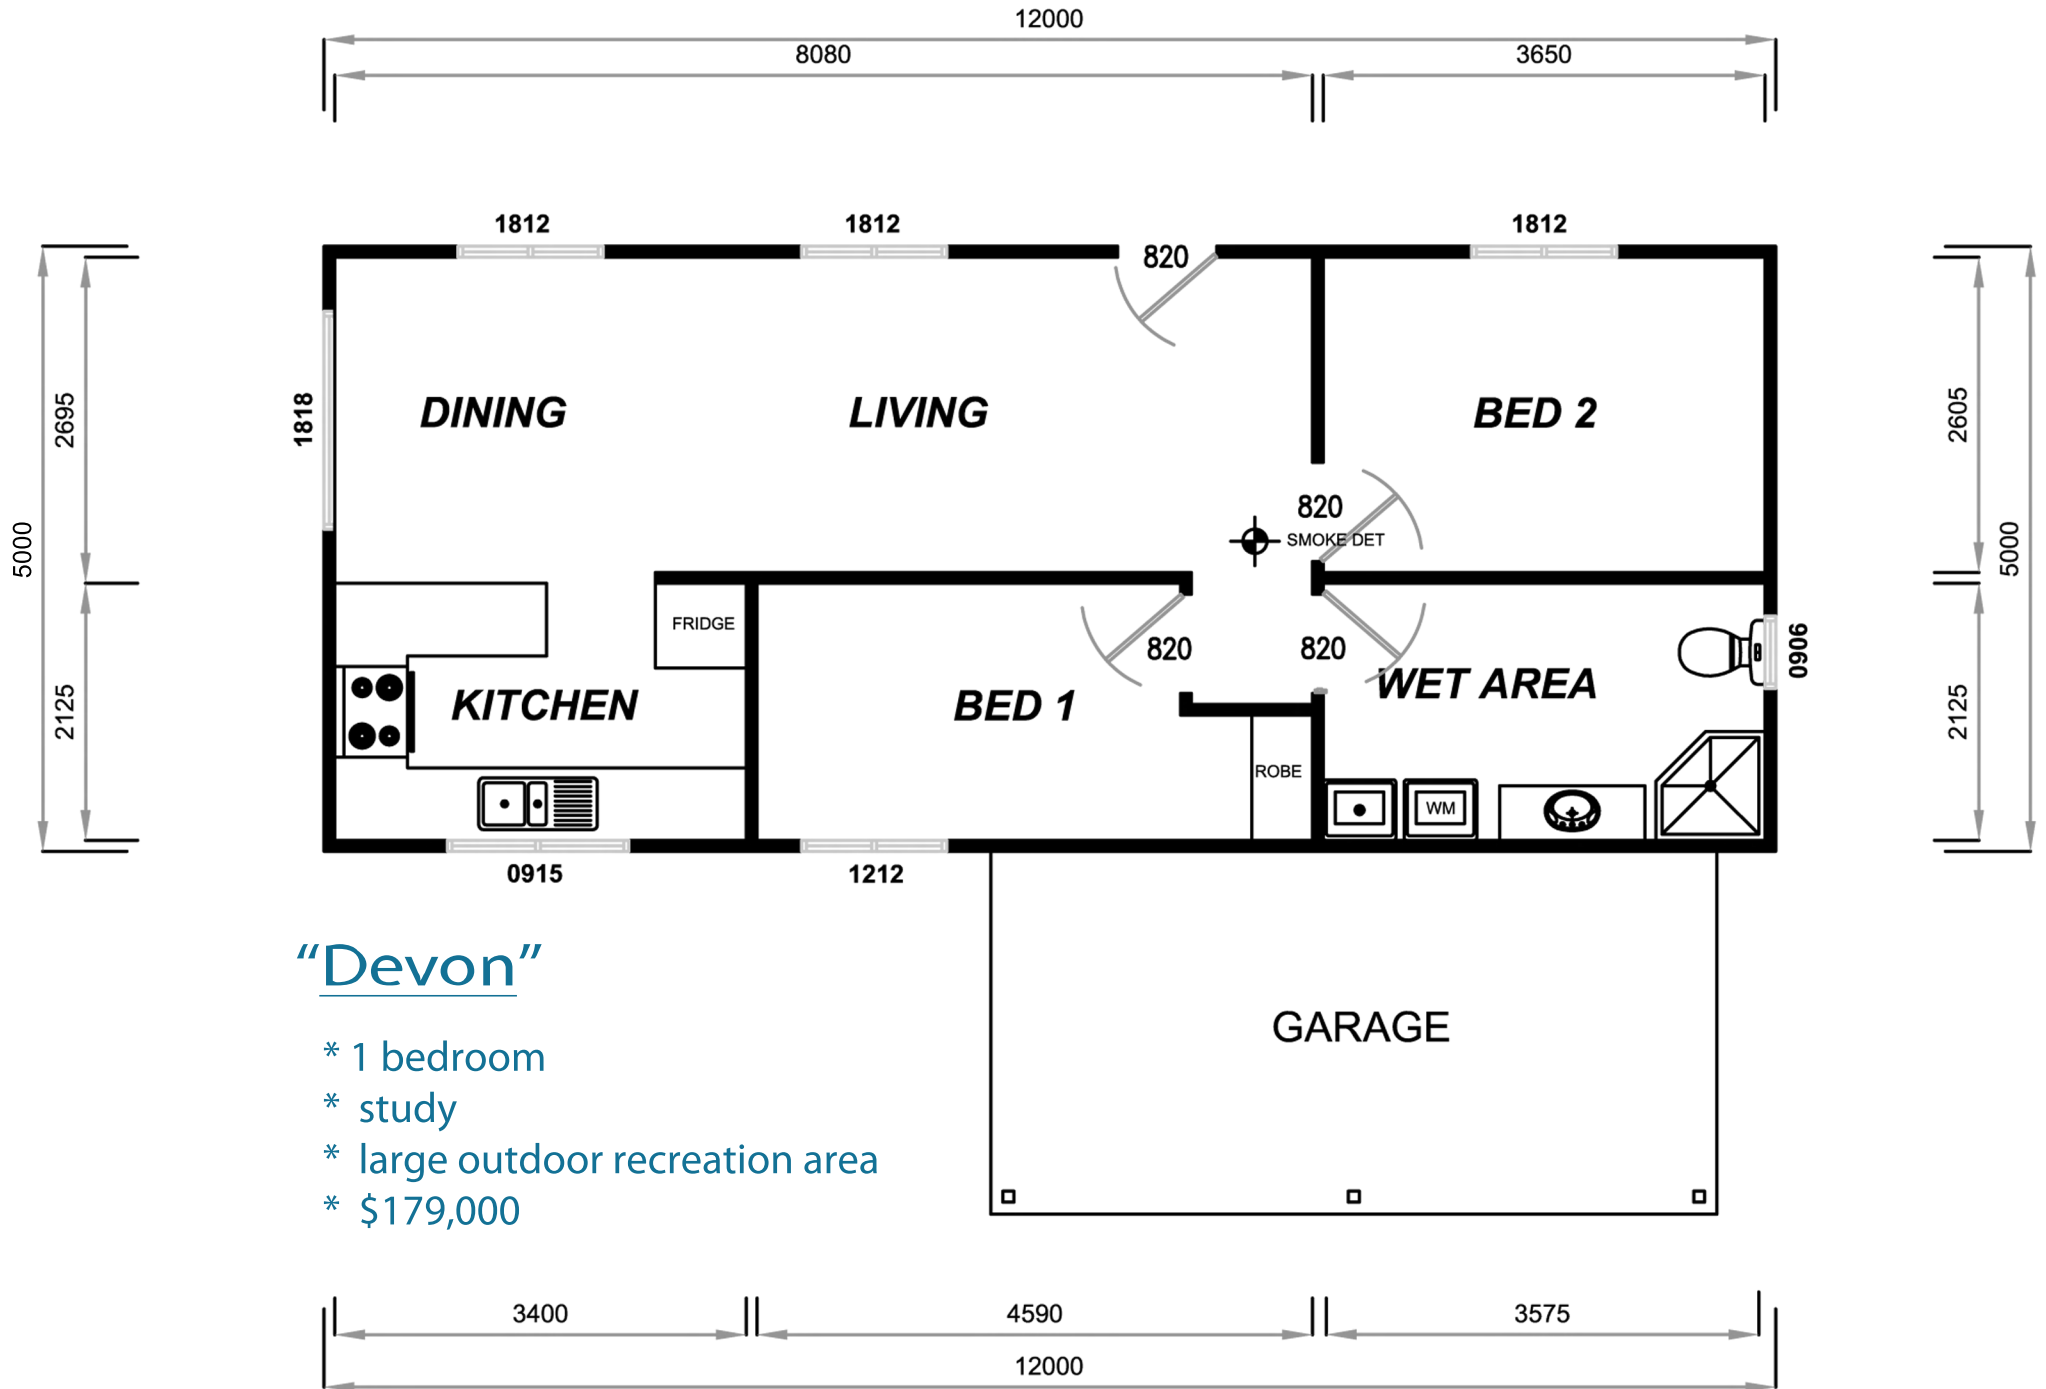 12000
8080
3650
1812
1812
1812
820
5000
2695
1818
DINING
LIVING
BED 2
2605
5000
820
SMOKE DET
FRIDGE
820
820
0906
2125
KITCHEN
BED 1
WET AREA
2125
ROBE
WM
0915
1212
“Devon”
* 1 bedroom
* study
* large outdoor recreation area
* $179,000
GARAGE
3400
4590
3575
12000